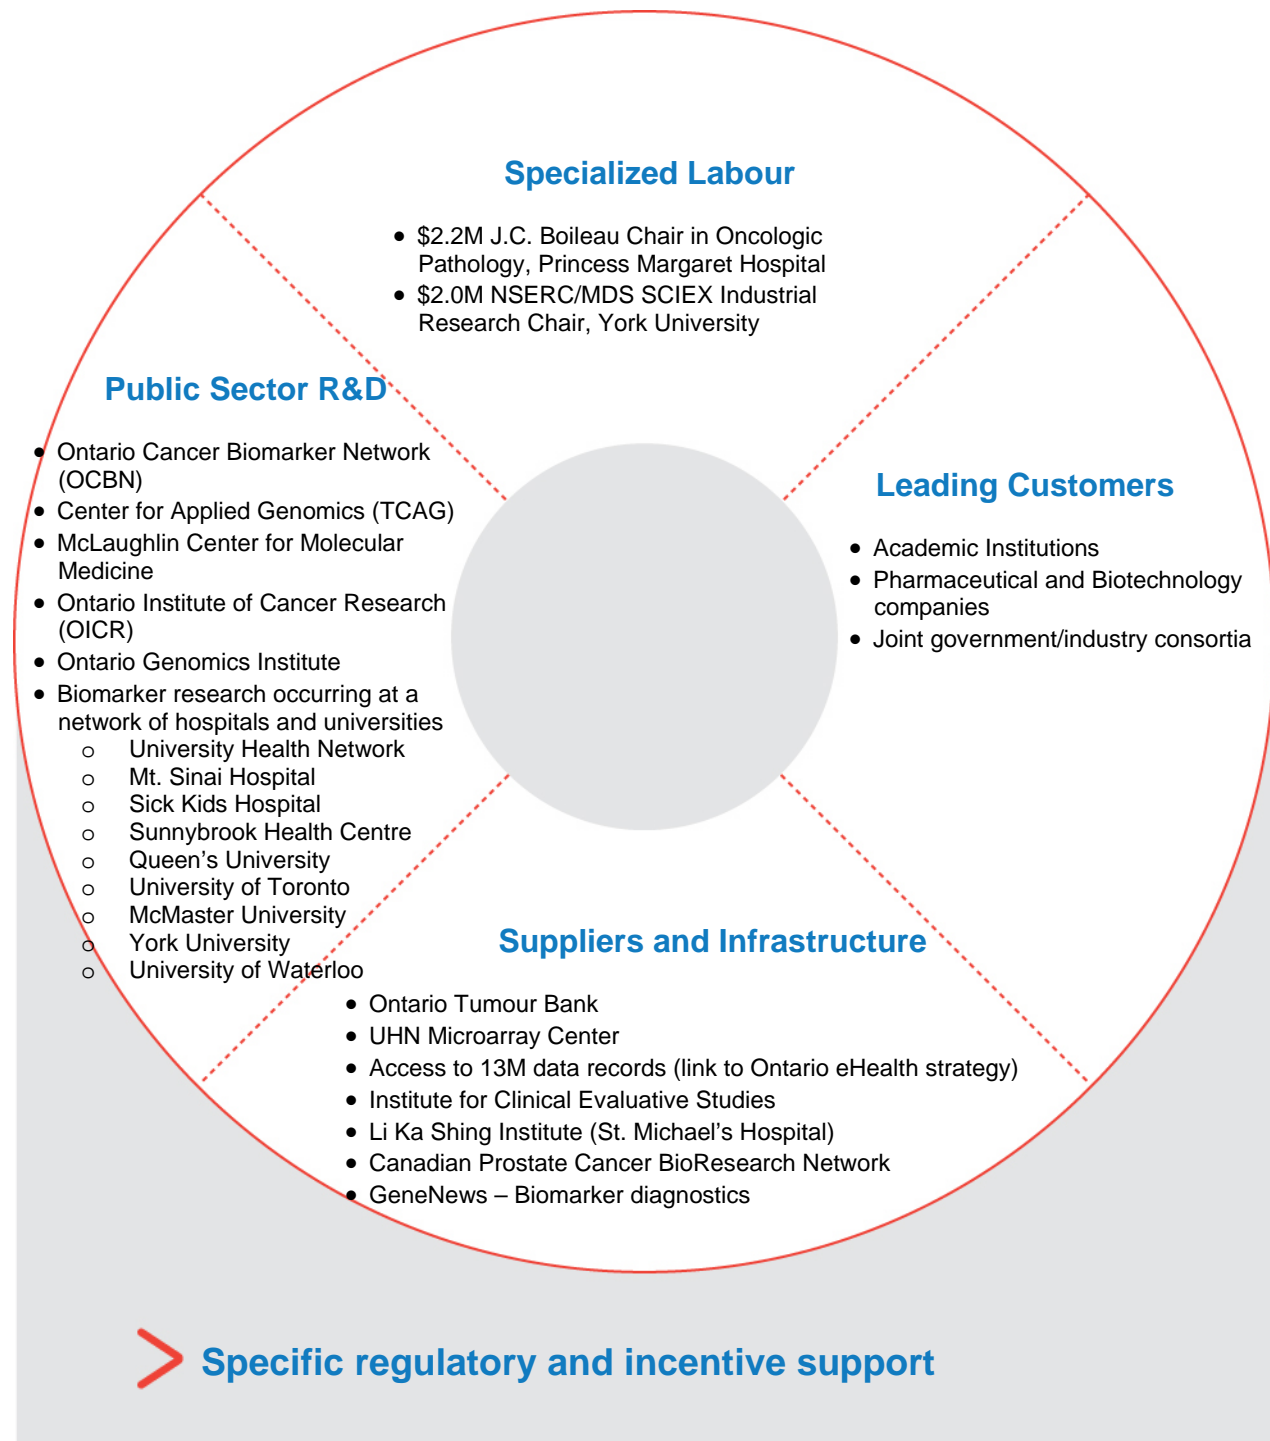 Specialized Labour
• $2.2M J.C. Boileau Chair in Oncologic
Pathology, Princess Margaret Hospital
• $2.0M NSERC/MDS SCIEX Industrial
Research Chair, York University
Public Sector R&D
• Ontario Cancer Biomarker Network
(OCBN)
• Center for Applied Genomics (TCAG)
• McLaughlin Center for Molecular
Medicine
• Ontario Institute of Cancer Research
(OICR)
• Ontario Genomics Institute
• Biomarker research occurring at a
network of hospitals and universities
o University Health Network
o Mt. Sinai Hospital
o Sick Kids Hospital
o Sunnybrook Health Centre
o Queen’s University
o University of Toronto
o McMaster University
o York University
o University of Waterloo
Leading Customers
• Academic Institutions
• Pharmaceutical and Biotechnology
companies
• Joint government/industry consortia
Suppliers and Infrastructure
• Ontario Tumour Bank
• UHN Microarray Center
• Access to 13M data records (link to Ontario eHealth strategy)
• Institute for Clinical Evaluative Studies
• Li Ka Shing Institute (St. Michael’s Hospital)
• Canadian Prostate Cancer BioResearch Network
• GeneNews – Biomarker diagnostics
Specific regulatory and incentive support